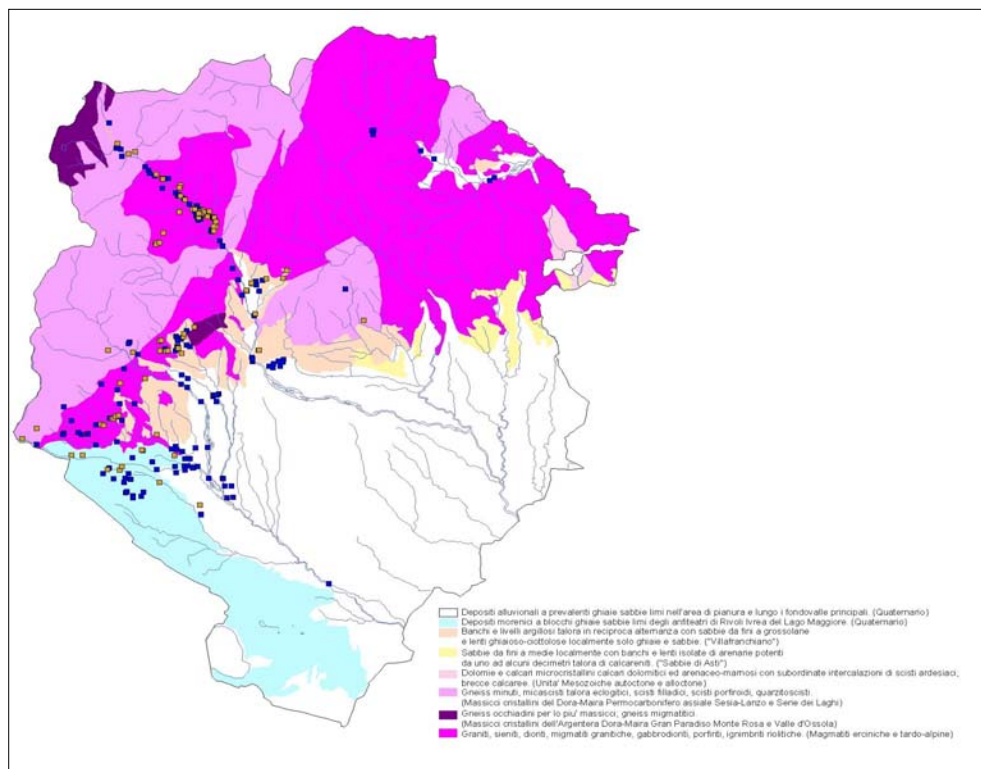 Depositi alluvionali a prevalenti ghiaie sabbie limi nell'area di pianura e lungo i fondovalle principali. (Quaternario)
Depositi morenici a blocchi ghiaie sabbie limi degli anfiteatri di Rivoli Ivrea del Lago Maggiore. (Quaternario)
Banchi e livelli argillosi talora in reciproca alternanza con sabbie da fini a grossolane
e lenti ghiaioso-ciottolose localmente solo ghiaie e sabbie. ("Villafranchiano")
Sabbie da fini a medie localmente con banchi e lenti isolate di arenarie potenti
da uno ad alcuni decimetri talora di calcareniti. ("Sabbie di Asti")
Dolomie e calcari microcristallini calcari dolomitici ed arenaceo-marnosi con subordinate intercalazioni di scisti ardesiaci,
brecce calcaree. (Unita' Mesozoiche autoctone e alloctone)
Gneiss minuti, micascisti talora eclogitici, scisti filladici, scisti porfiroidi, quarzitoscisti.
(Massicci cristallini del Dora-Maira Permocarbonifero assiale Sesia-Lanzo e Serie dei Laghi)
Gneiss occhiadini per lo piu' massicci, gneiss migmatitici.
(Massicci cristallini dell'Argentera Dora-Maira Gran Paradiso Monte Rosa e Valle d'Ossola)
Graniti, sieniti, dioriti, migmatiti granitiche, gabbrodioriti, porfiriti, ignimbriti riolitiche. (Magmatiti erciniche e tardo-alpine)